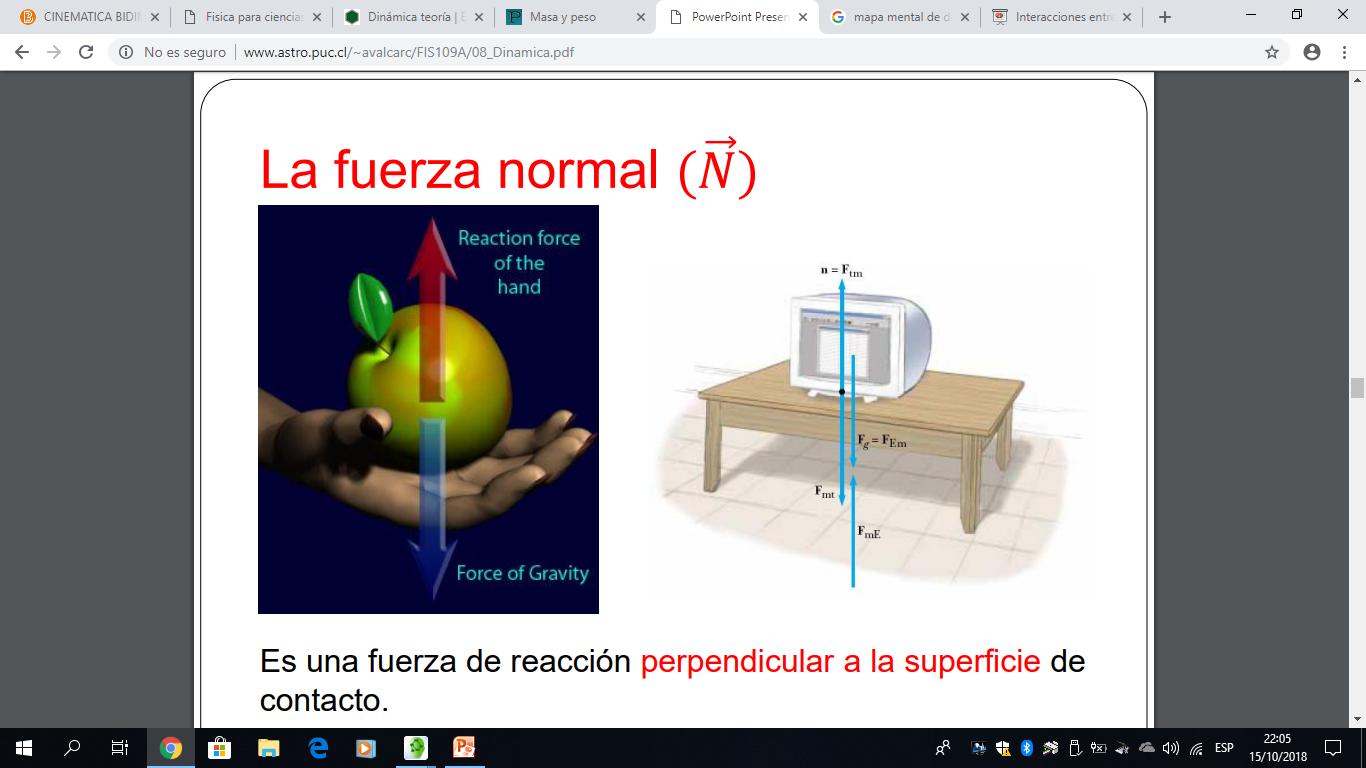 CINEMATICA BIDIN
Fisica para ciencia
Dinámica teoría | E
Masa y peso
PowerPoint Presen
mapa mental de d
Interacciones entre
No es seguro
www.astro.puc.cl/~avalcarc/FIS109A/08_Dinamica.pdf
La fuerza normal (N)
Reaction force
of the
hand
Force of Gravity
n = Ftm
Fg = FEm
Fmt
FmE
Es una fuerza de reacción perpendicular a la superficie de
contacto.
ESP
22:05
15/10/2018